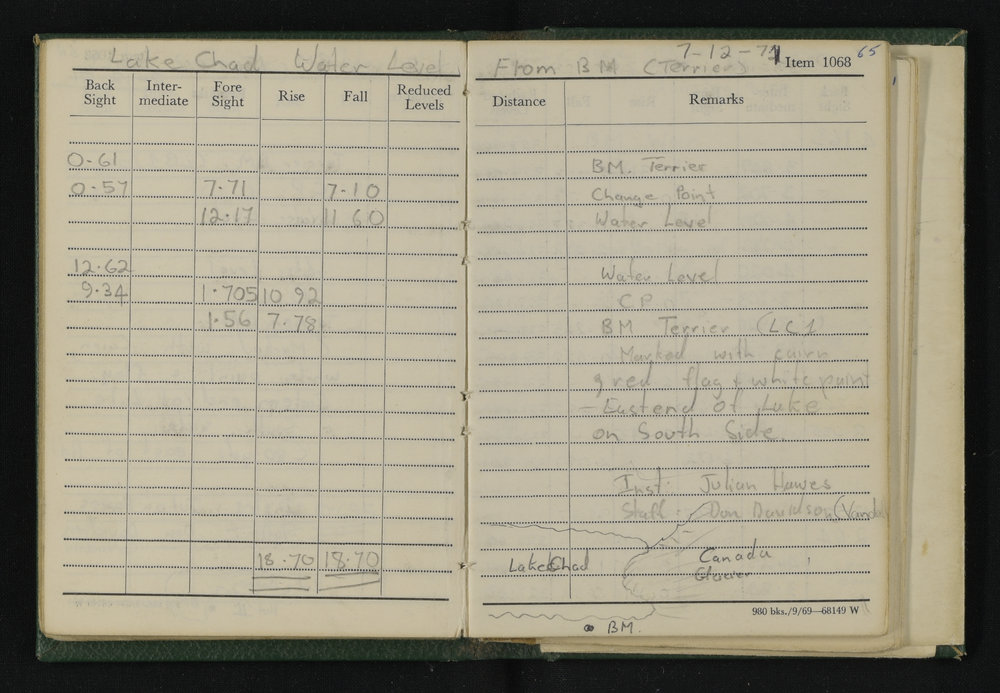 Lake Chad Water Level
Back Sight Inter-mediate Fore Sight Rise Fall Reduced Levels
0.61
0.57 7.71 7.10
12.17 11 60
12.62
9.34 1.705 10 92
1.56 7.78
18.70 18.70
7-12-71 65
From BM (Terrier) Item 1068
Distance Remarks
BM. Terrier
Change Point
Water Level
Water Level
C.P.
BM Terrier (LC1)
Marked with cairn
red flag & white paint
- East end of Lake
on South Side.
Inst: Julian Hawes
Staff: Don Davidson (Vanda
Lake Chad Canada
Glacier
980 bks./9/69—68149 W
BM.